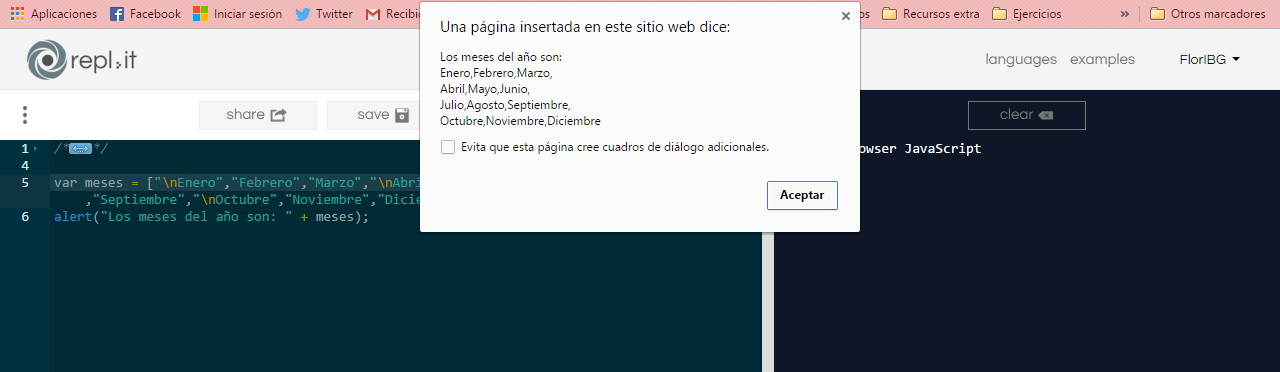 Aplicaciones Facebook Iniciar sesión Twitter Recibid os Recursos extra Ejercicios » Otros marcadores
Una página insertada en este sitio web dice:
Los meses del año son:
Enero,Febrero,Marzo,
Abril,Mayo,Junio,
Julio,Agosto,Septiembre,
Octubre,Noviembre,Diciembre
Evita que esta página cree cuadros de diálogo adicionales.
Aceptar
repl.it languages examples FlorIBG
share save clear
1 /*<->*/
4
5 var meses = ["\nEnero","Febrero","Marzo","\nAbri
,"Septiembre","\nOctubre","Noviembre","Dicie
6 alert("Los meses del año son: " + meses);
owser JavaScript